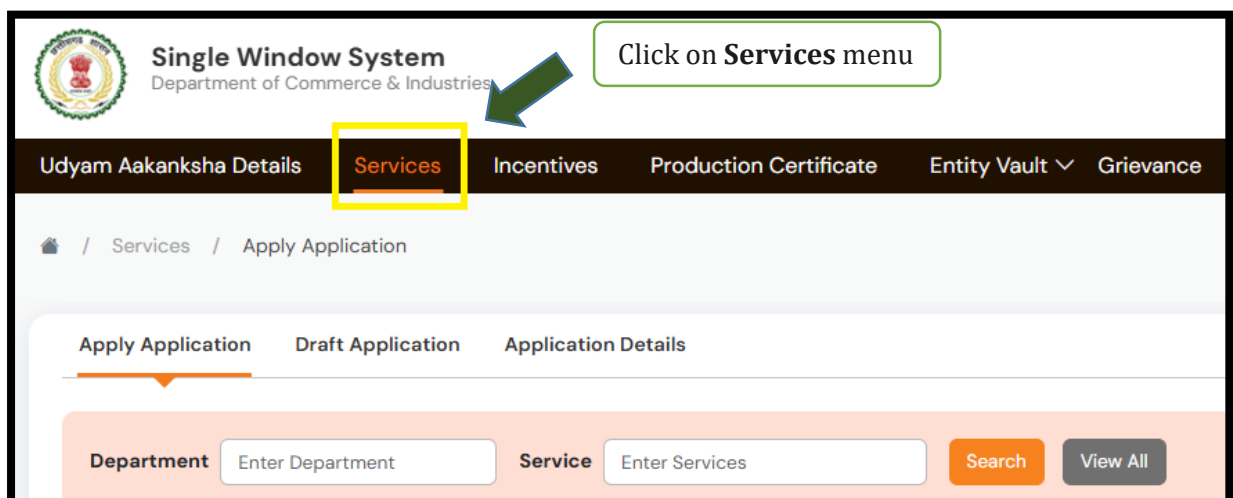 Single Window System
Department of Commerce & Industries
Click on Services menu
Udyam Aakanksha Details Services Incentives Production Certificate Entity Vault Grievance
/ Services / Apply Application
Apply Application Draft Application Application Details
Department Enter Department Service Enter Services Search View All